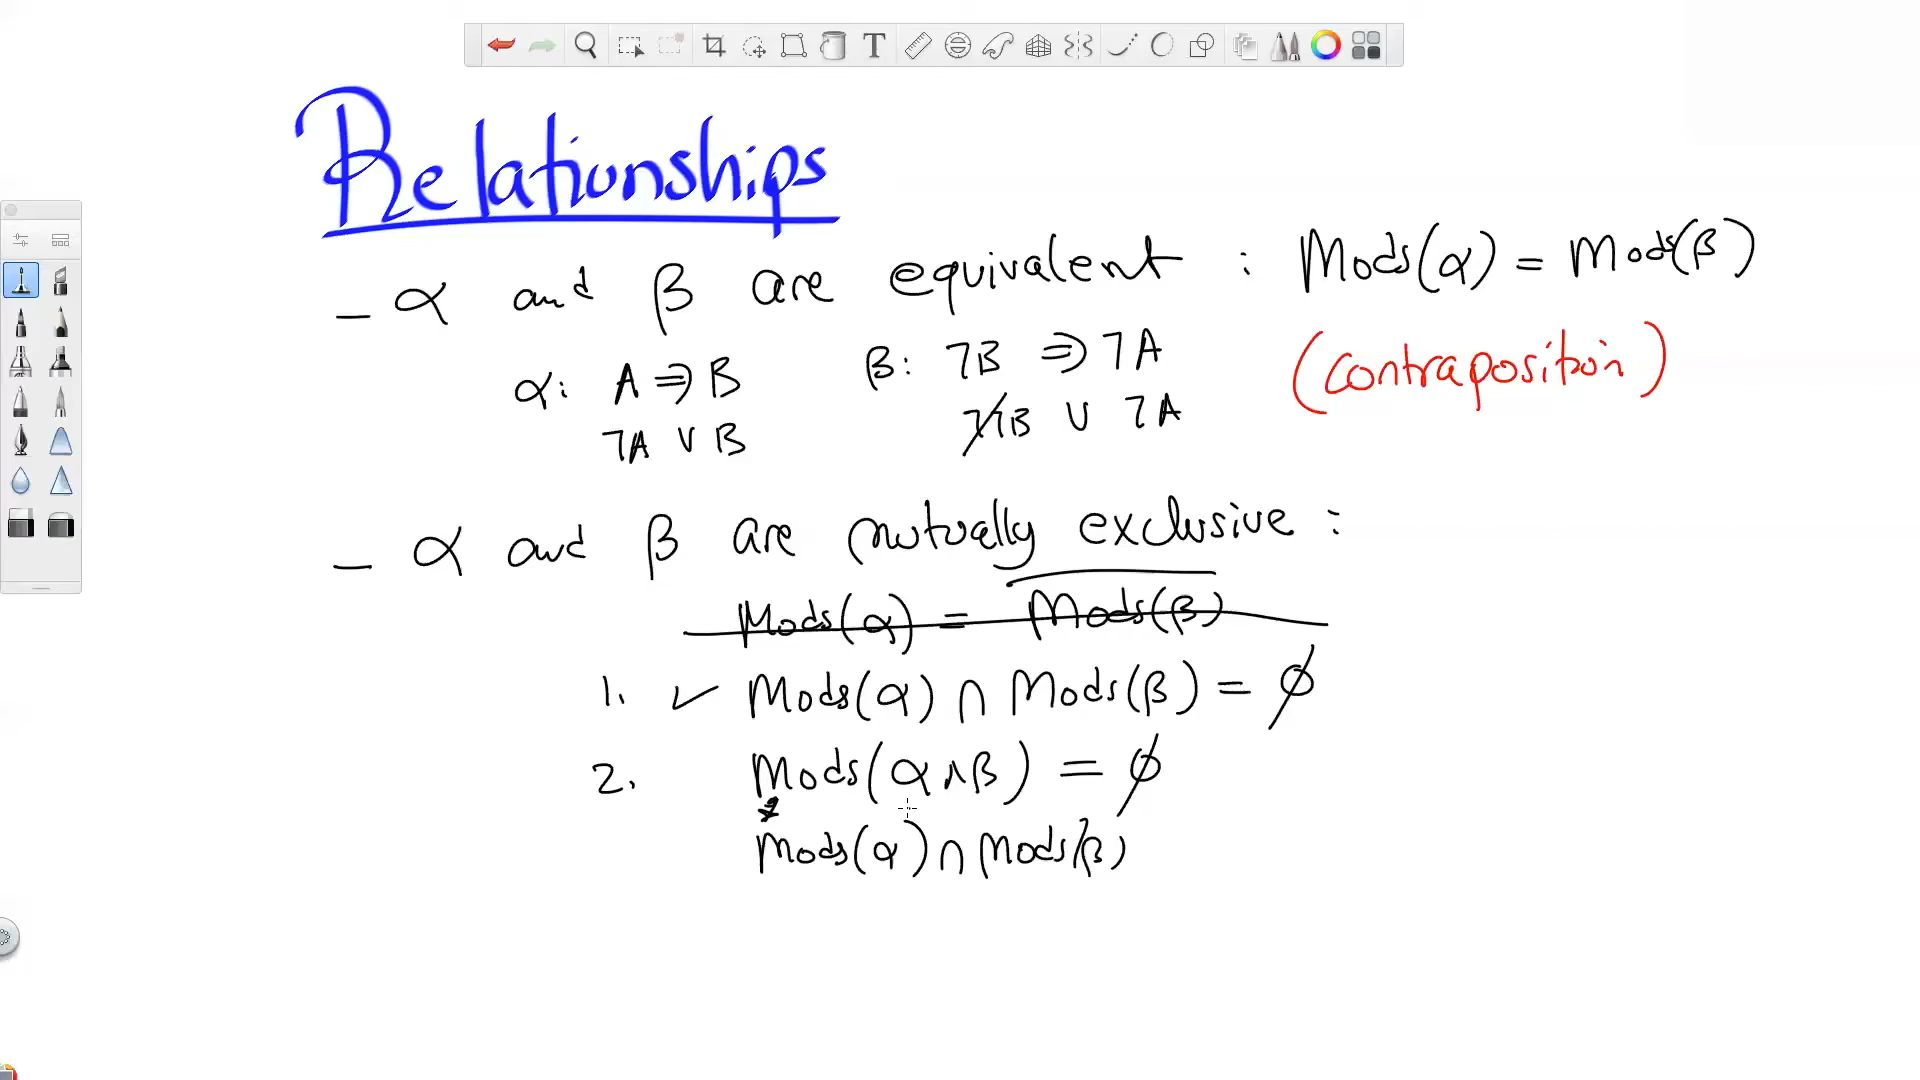 Relationships
- α and β are equivalent : Mods(α) = Mods(β)
α: A ⇒ B β: ¬B ⇒ ¬A (contraposition)
¬A ∨ B ¬¬B ∨ ¬A
- α and β are mutually exclusive :
Mods(α) = Mods(β)
1. ✓ Mods(α) ∩ Mods(β) = ∅
2. Mods(α ∧ β) = ∅
Mods(α) ∩ Mods(β)